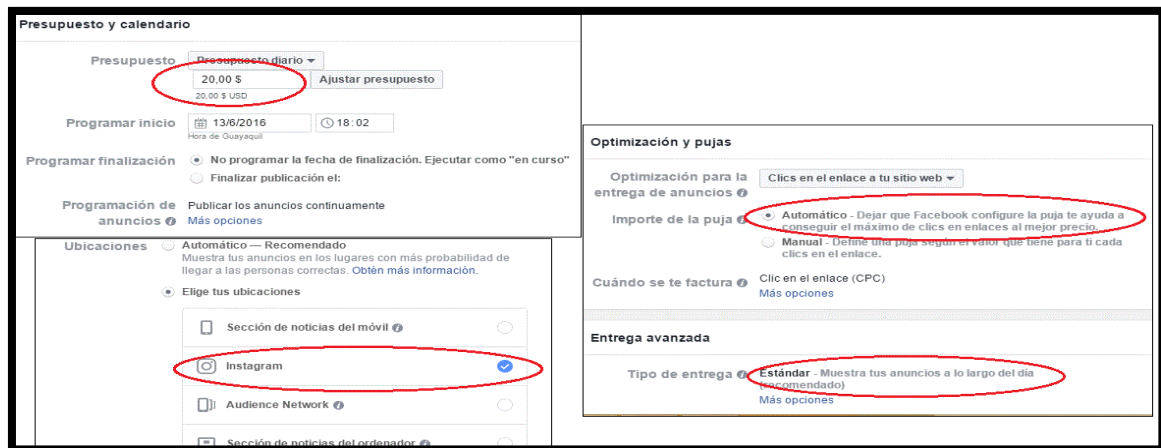 Presupuesto y calendario
Presupuesto Presupuesto diario
20,00 $ Ajustar presupuesto
20,00 $ USD
Programar inicio 13/6/2016 18:02
Hora de Guayaquil
Programar finalización No programar la fecha de finalización. Ejecutar como "en curso"
Finalizar publicación el:
Programación de Publicar los anuncios continuamente
anuncios Más opciones
Ubicaciones Automático — Recomendado
Muestra tus anuncios en los lugares con más probabilidad de
llegar a las personas correctas. Obtén más información.
Elige tus ubicaciones
Sección de noticias del móvil
Instagram
Audience Network
Sección de noticias del ordenador
Optimización y pujas
Optimización para la Clics en el enlace a tu sitio web
entrega de anuncios
Importe de la puja Automático - Dejar que Facebook configure la puja te ayuda a
conseguir el máximo de clics en enlaces al mejor precio.
Manual - Define una puja según el valor que tiene para ti cada
clics en el enlace.
Cuándo se te factura Clic en el enlace (CPC)
Más opciones
Entrega avanzada
Tipo de entrega Estándar - Muestra tus anuncios a lo largo del día
(recomendado)
Más opciones